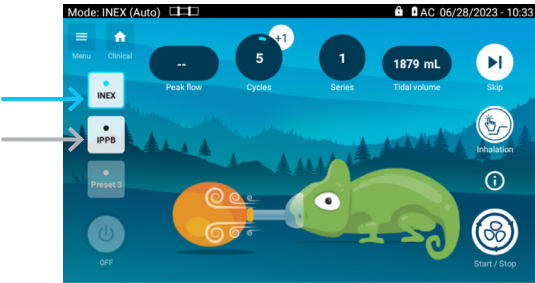 Mode: INEX (Auto)
AC 06/28/2023 - 10:33
Menu
Clinical
--
Peak flow
5
+1
Cycles
1
Series
1879 mL
Tidal volume
Skip
INEX
IPPB
Preset 3
OFF
Inhalation
Start / Stop